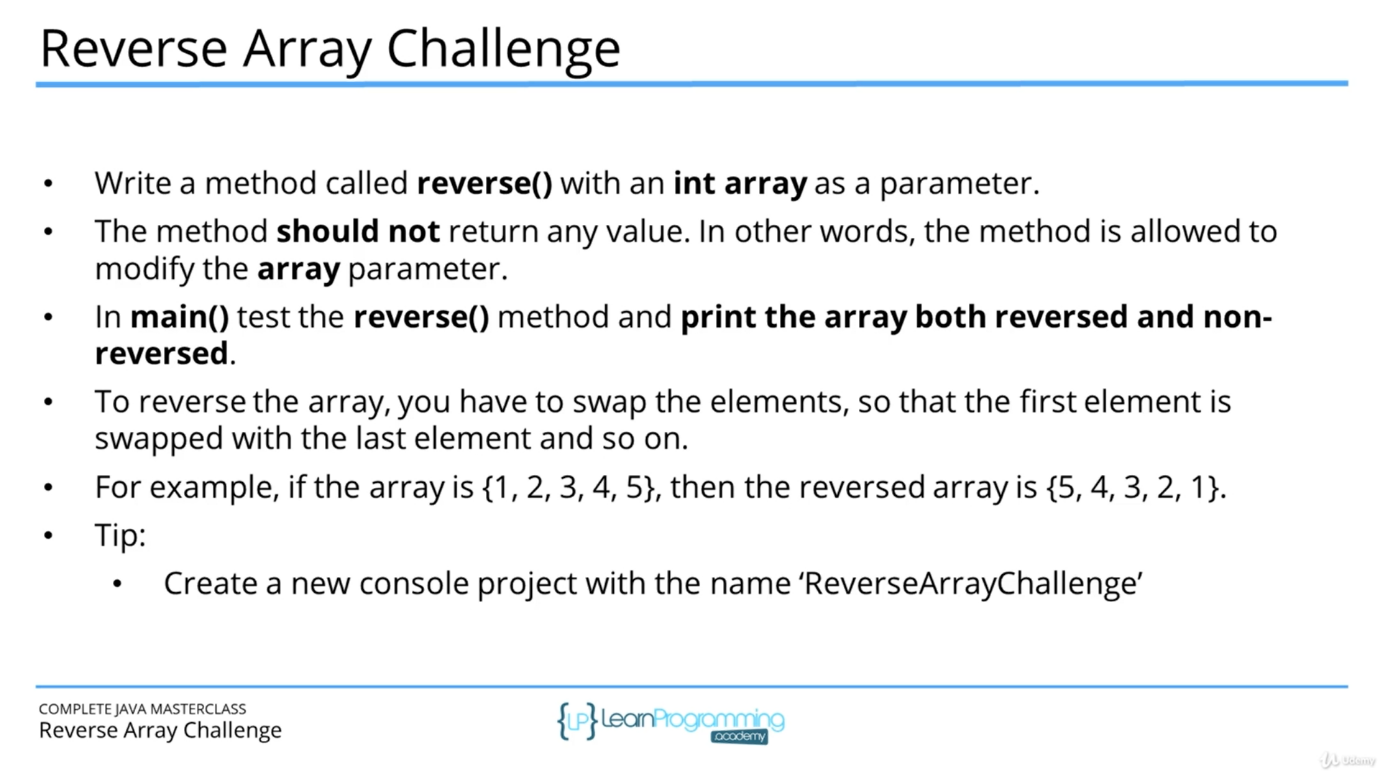 Reverse Array Challenge
• Write a method called reverse() with an int array as a parameter.
• The method should not return any value. In other words, the method is allowed to
modify the array parameter.
• In main() test the reverse() method and print the array both reversed and non-
reversed.
• To reverse the array, you have to swap the elements, so that the first element is
swapped with the last element and so on.
• For example, if the array is {1, 2, 3, 4, 5}, then the reversed array is {5, 4, 3, 2, 1}.
• Tip:
• Create a new console project with the name ‘ReverseArrayChallenge’
COMPLETE JAVA MASTERCLASS
Reverse Array Challenge
{LP} LearnProgramming
.academy
Udemy